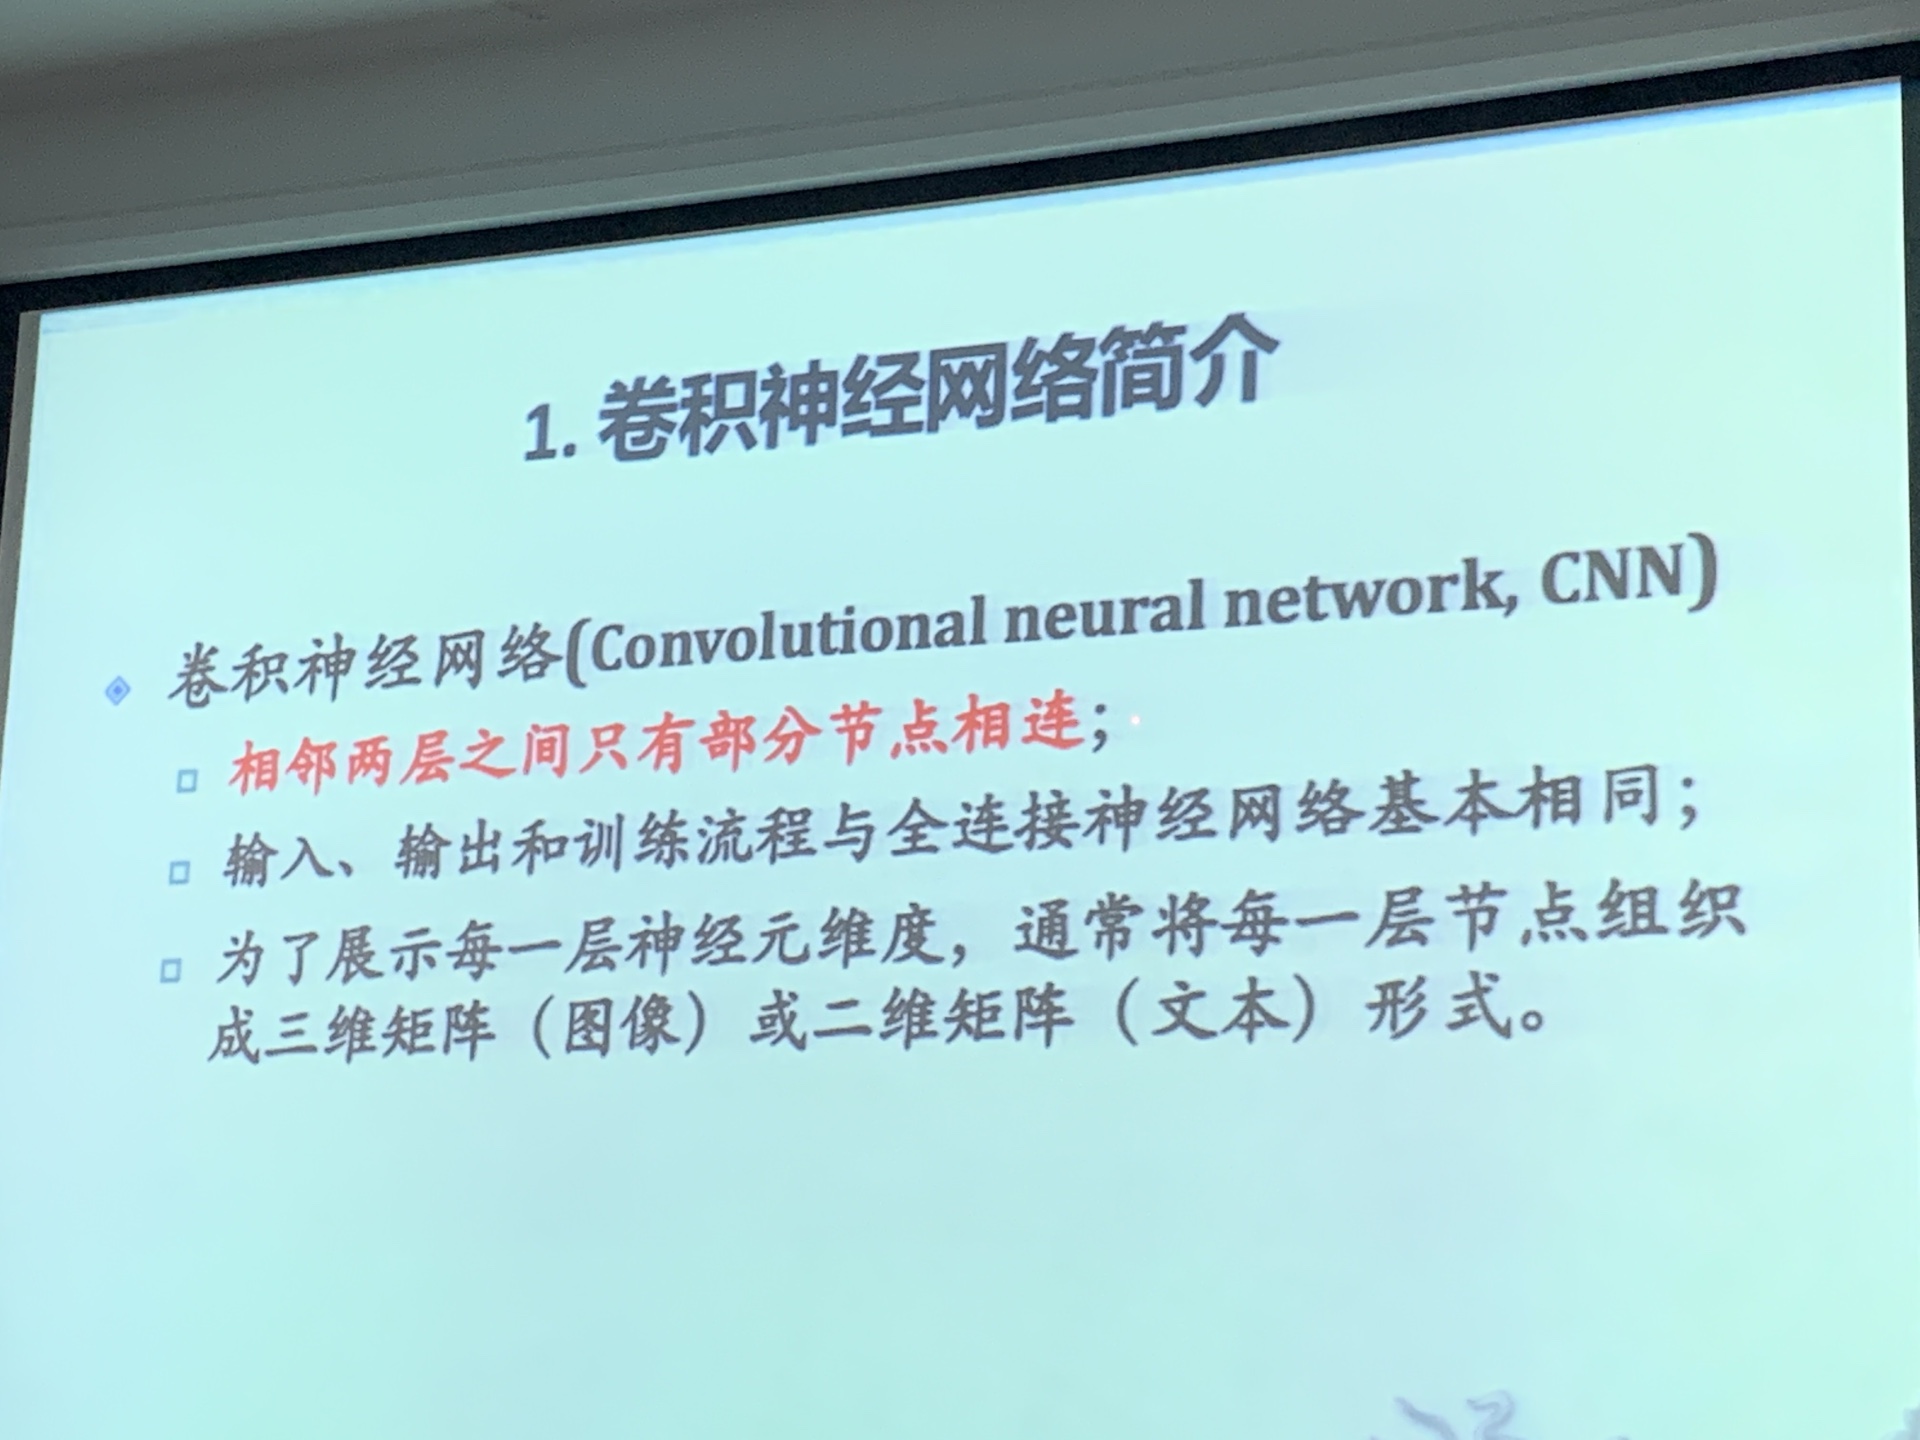 1. 卷积神经网络简介
卷积神经网络(Convolutional neural network, CNN)
相邻两层之间只有部分节点相连；
输入、输出和训练流程与全连接神经网络基本相同；
为了展示每一层神经元维度，通常将每一层节点组织
成三维矩阵（图像）或二维矩阵（文本）形式。